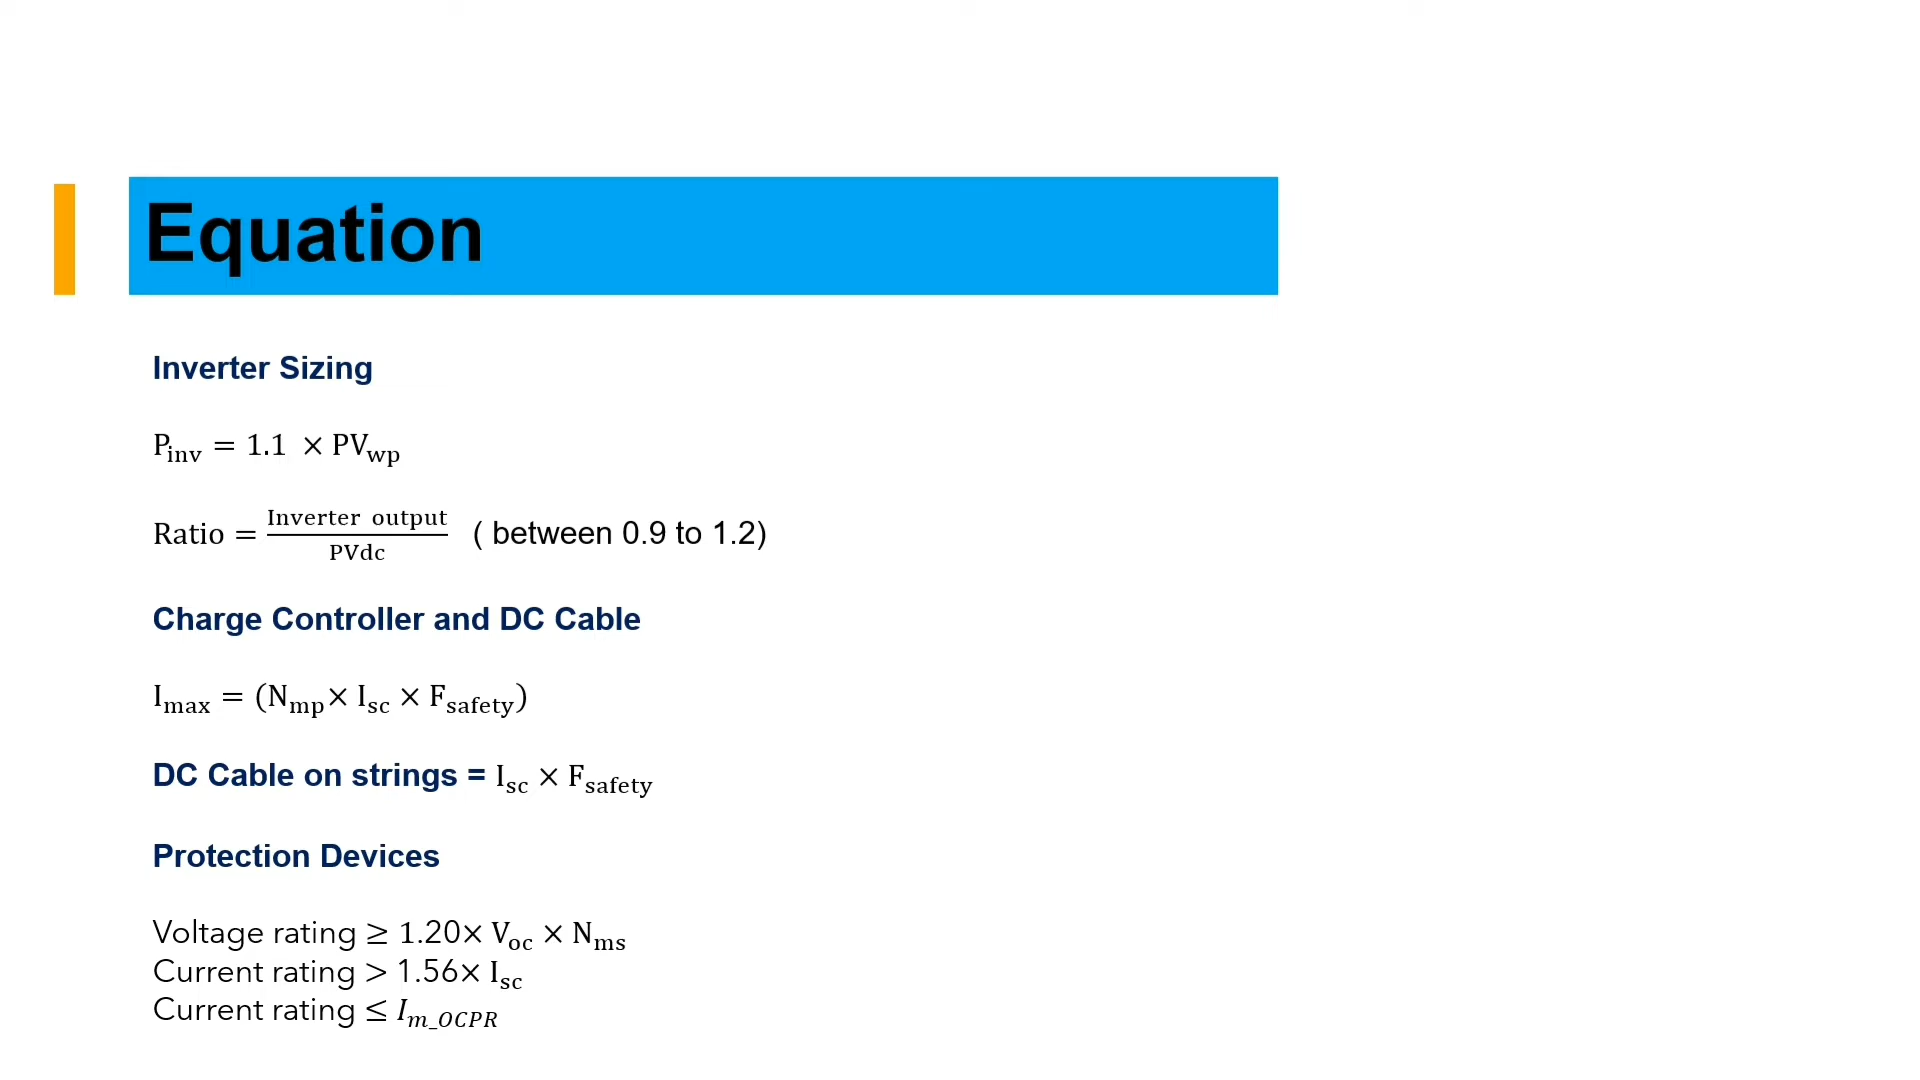 Equation
Inverter Sizing
P_inv = 1.1 × PV_wp
Ratio = Inverter output / PVdc ( between 0.9 to 1.2)
Charge Controller and DC Cable
I_max = (N_mp × I_sc × F_safety)
DC Cable on strings = I_sc × F_safety
Protection Devices
Voltage rating ≥ 1.20× V_oc × N_ms
Current rating > 1.56× I_sc
Current rating ≤ I_m_OCPR